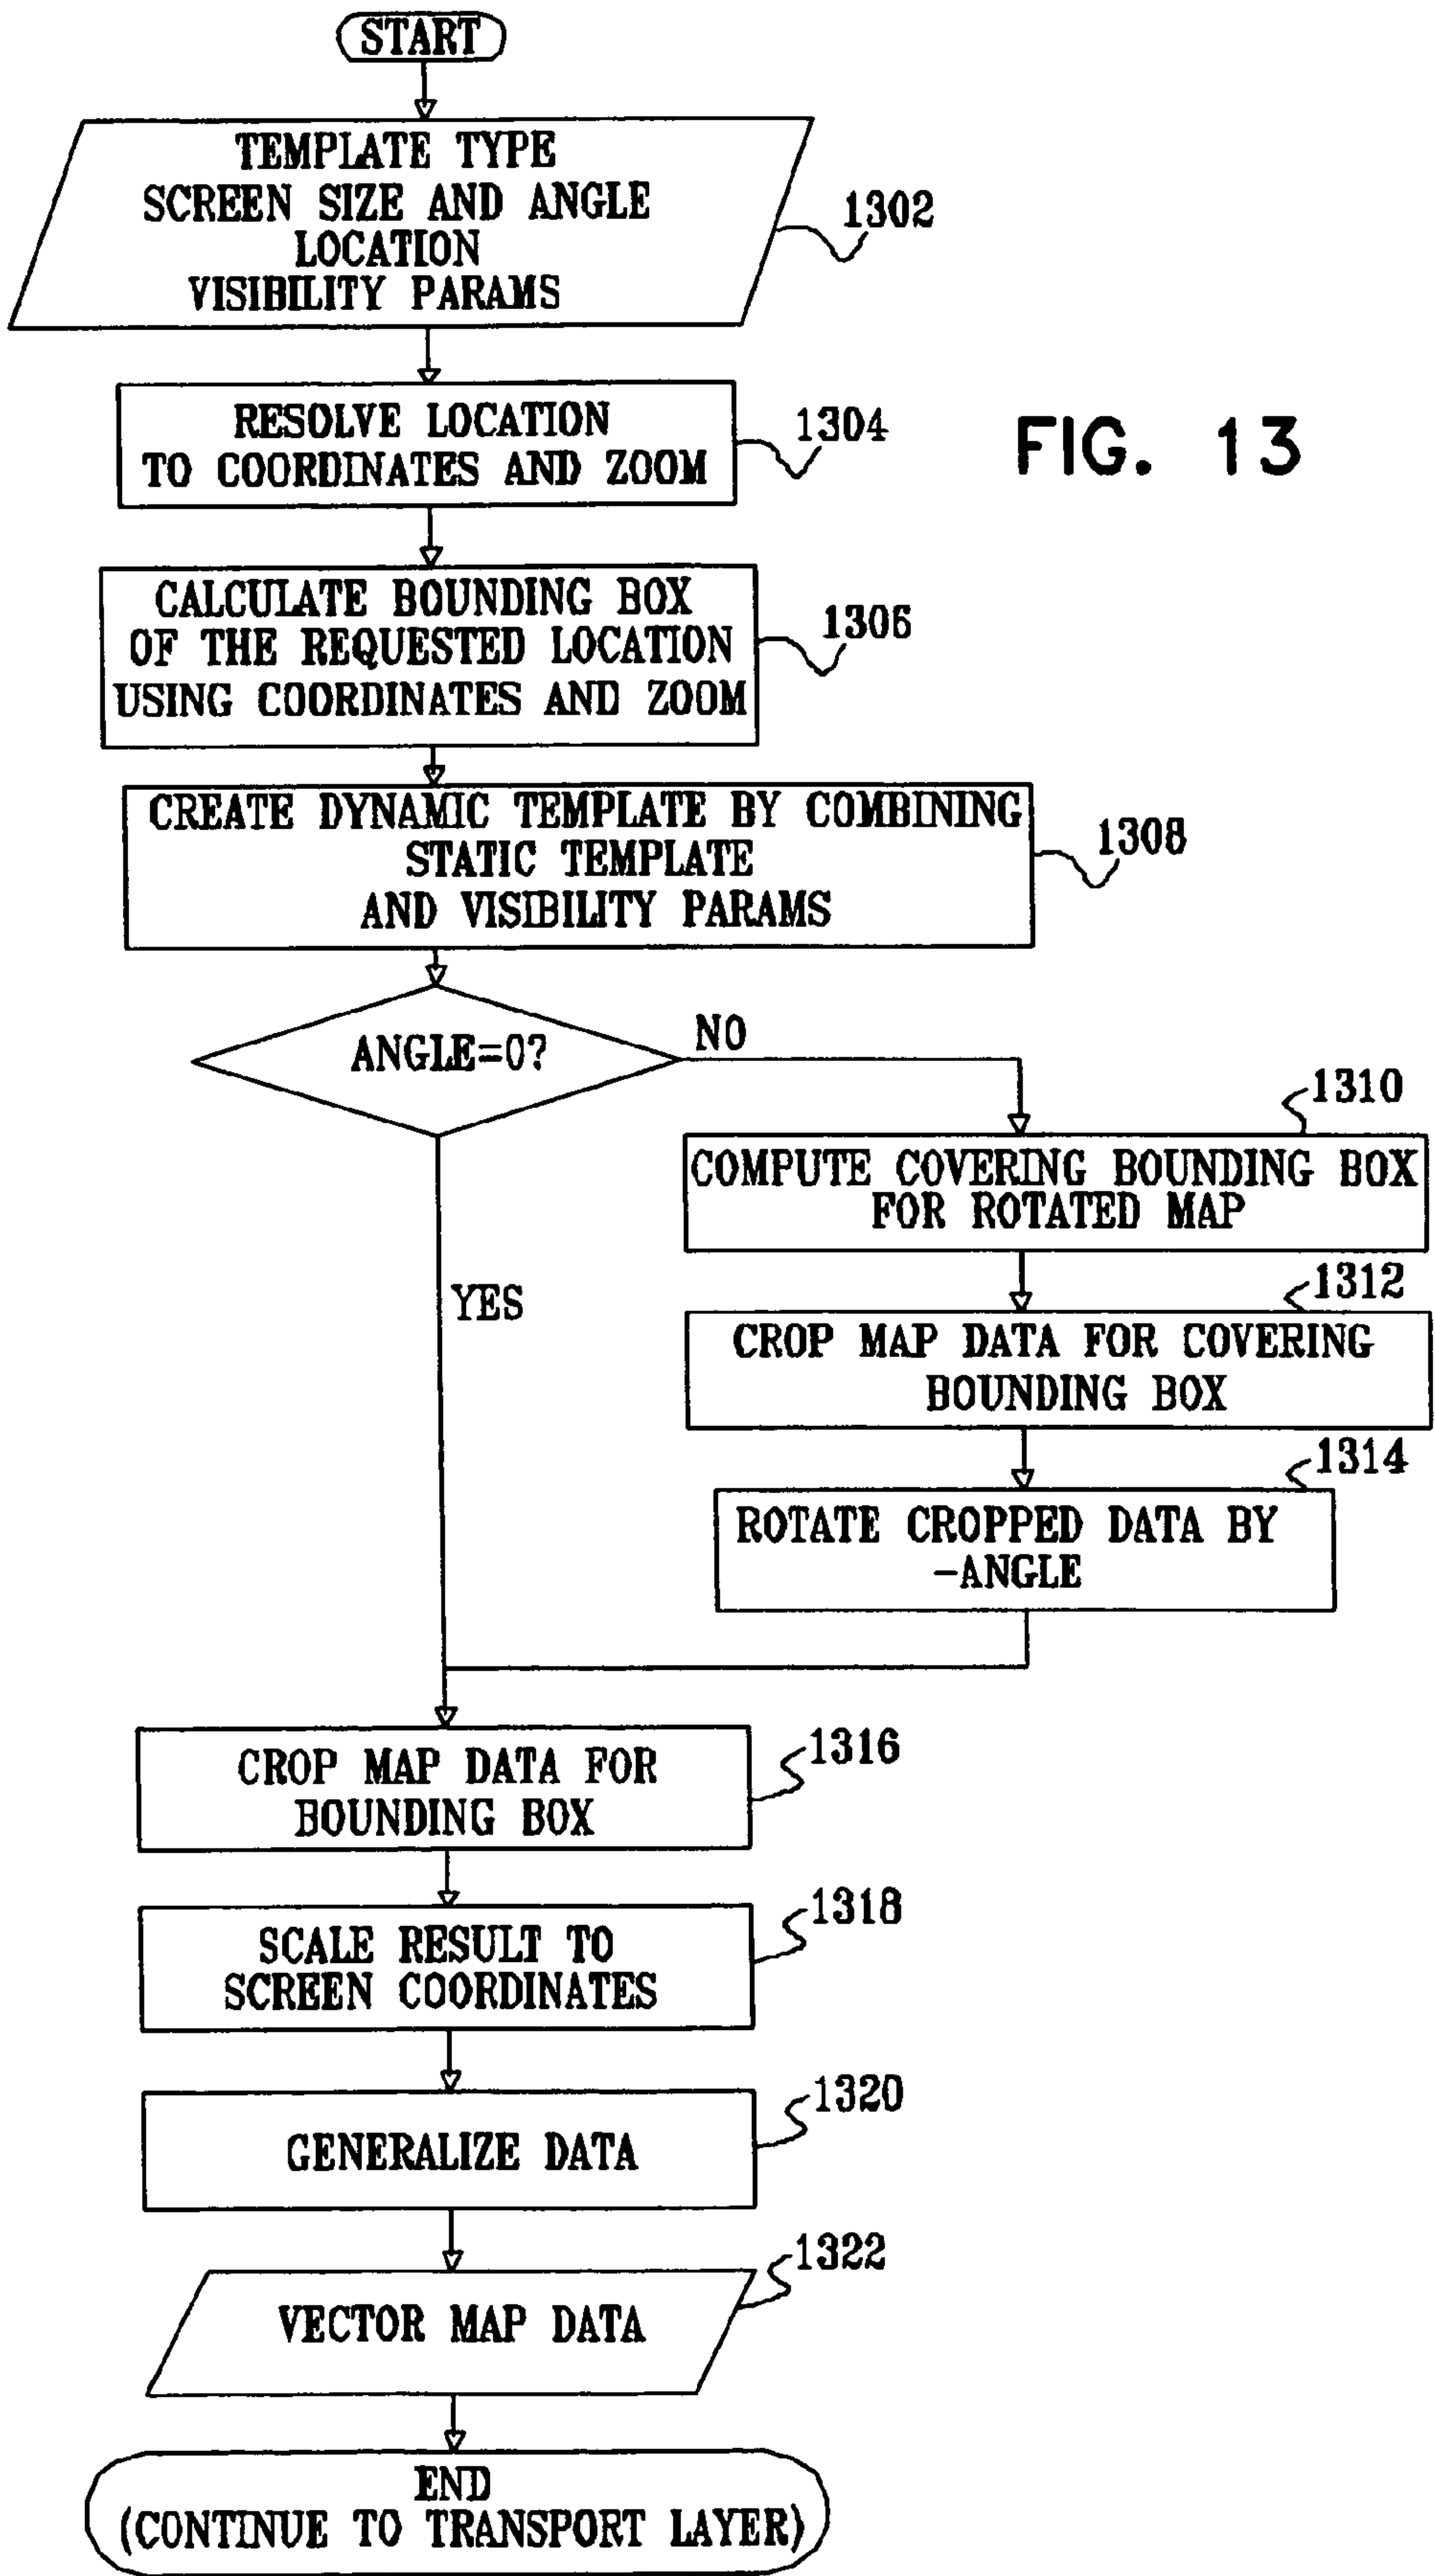 START
TEMPLATE TYPE
SCREEN SIZE AND ANGLE
LOCATION
VISIBILITY PARAMS
1302
RESOLVE LOCATION
TO COORDINATES AND ZOOM
1304
FIG. 13
CALCULATE BOUNDING BOX
OF THE REQUESTED LOCATION
USING COORDINATES AND ZOOM
1306
CREATE DYNAMIC TEMPLATE BY COMBINING
STATIC TEMPLATE
AND VISIBILITY PARAMS
1308
ANGLE=0?
NO
1310
COMPUTE COVERING BOUNDING BOX
FOR ROTATED MAP
YES
1312
CROP MAP DATA FOR COVERING
BOUNDING BOX
1314
ROTATE CROPPED DATA BY
-ANGLE
CROP MAP DATA FOR
BOUNDING BOX
1316
SCALE RESULT TO
SCREEN COORDINATES
1318
GENERALIZE DATA
1320
VECTOR MAP DATA
1322
END
(CONTINUE TO TRANSPORT LAYER)